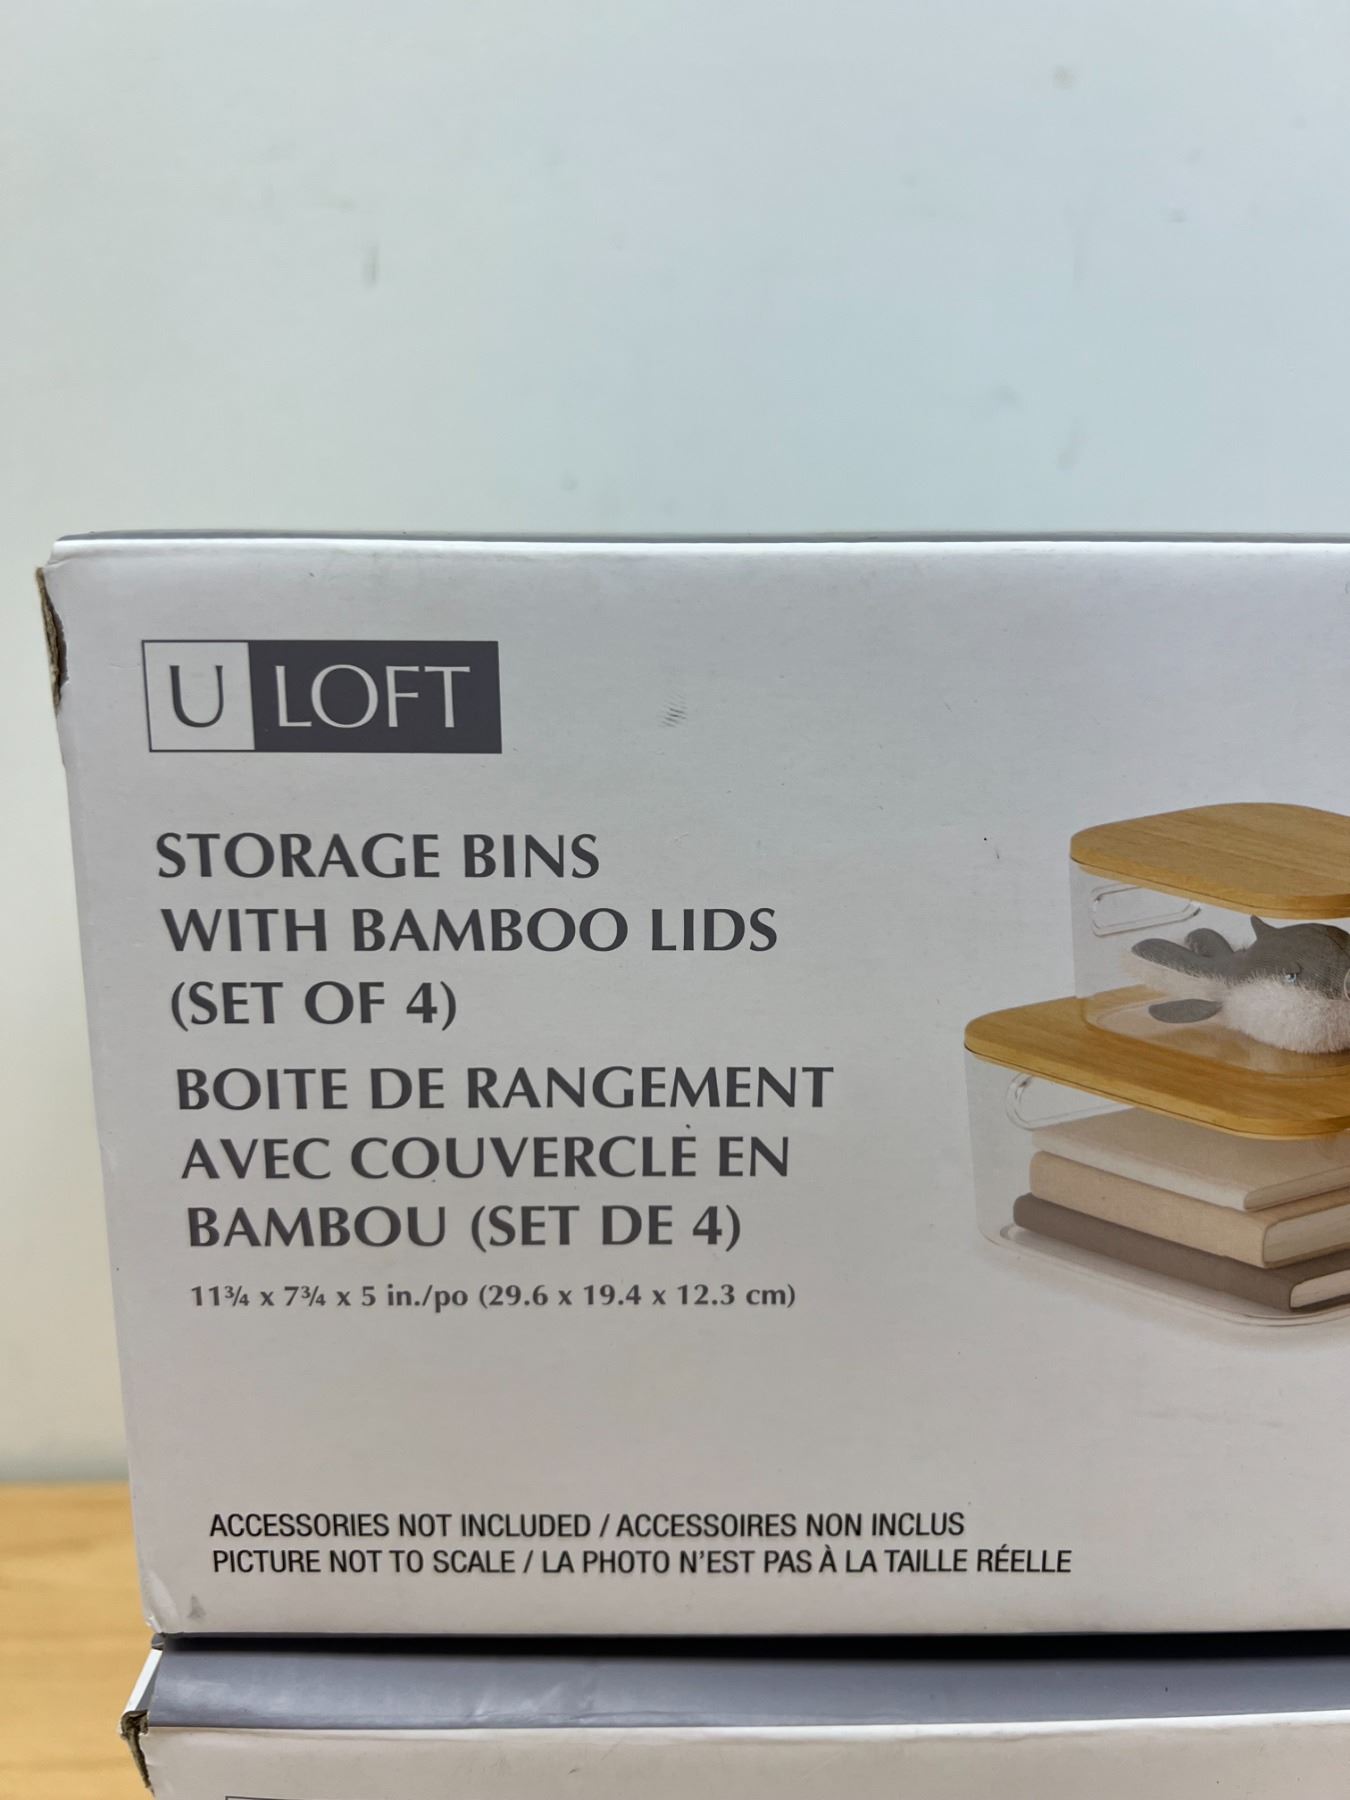 U LOFT
STORAGE BINS
WITH BAMBOO LIDS
(SET OF 4)
BOITE DE RANGEMENT
AVEC COUVERCLE EN
BAMBOU (SET DE 4)
11¾ x 7¾ x 5 in./po (29.6 x 19.4 x 12.3 cm)
ACCESSORIES NOT INCLUDED / ACCESSOIRES NON INCLUS
PICTURE NOT TO SCALE / LA PHOTO N'EST PAS À LA TAILLE RÉELLE